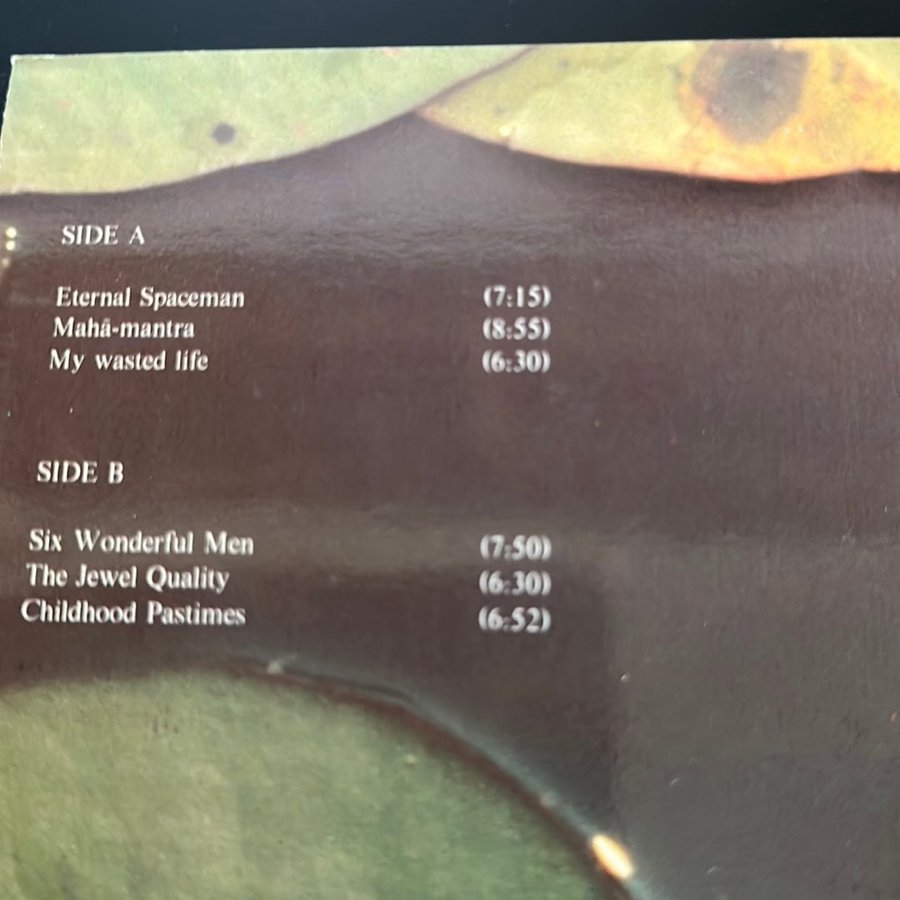 SIDE A
Eternal Spaceman (7:15)
Mahā-mantra (8:55)
My wasted life (6:30)
SIDE B
Six Wonderful Men (7:50)
The Jewel Quality (6:30)
Childhood Pastimes (6:52)